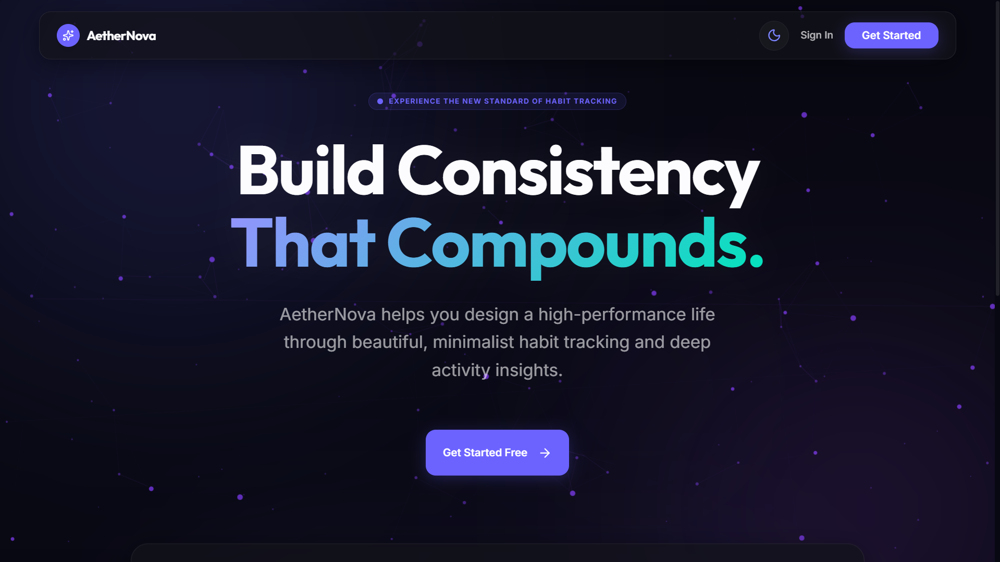 AetherNova
Sign In
Get Started
EXPERIENCE THE NEW STANDARD OF HABIT TRACKING
Build Consistency
That Compounds.
AetherNova helps you design a high-performance life
through beautiful, minimalist habit tracking and deep
activity insights.
Get Started Free